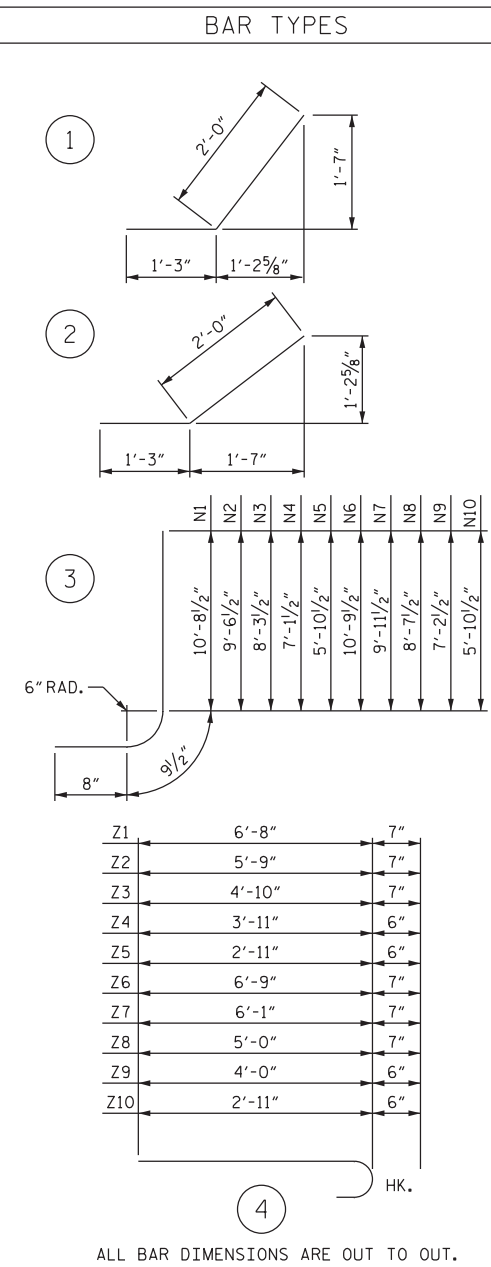 BAR TYPES
1
2'-0"
1'-7"
1'-3"
1'-2⅝"
2
2'-0"
1'-2⅝"
1'-3"
1'-7"
3
N1 N2 N3 N4 N5 N6 N7 N8 N9 N10
10'-8½" 9'-6½" 8'-3½" 7'-1½" 5'-10½" 10'-9½" 9'-11½" 8'-7½" 7'-2½" 5'-10½"
6" RAD.
8"
9½"
Z1 6'-8" 7"
Z2 5'-9" 7"
Z3 4'-10" 7"
Z4 3'-11" 6"
Z5 2'-11" 6"
Z6 6'-9" 7"
Z7 6'-1" 7"
Z8 5'-0" 7"
Z9 4'-0" 6"
Z10 2'-11" 6"
HK.
4
ALL BAR DIMENSIONS ARE OUT TO OUT.